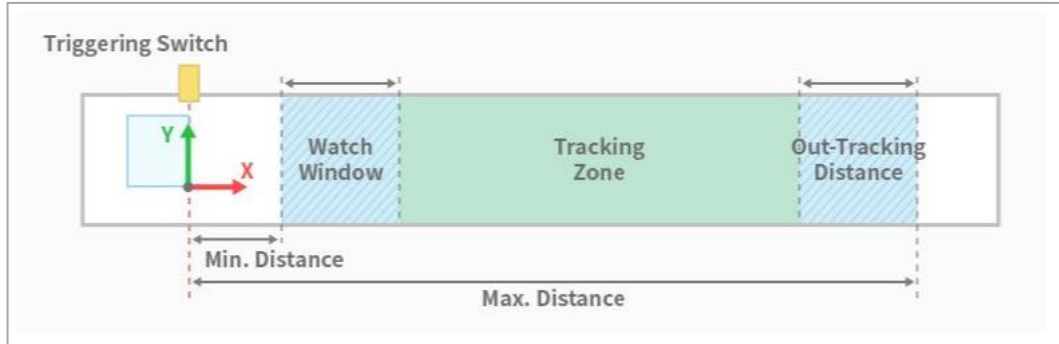 Triggering Switch
Y
X
Watch
Window
Tracking
Zone
Out-Tracking
Distance
Min. Distance
Max. Distance